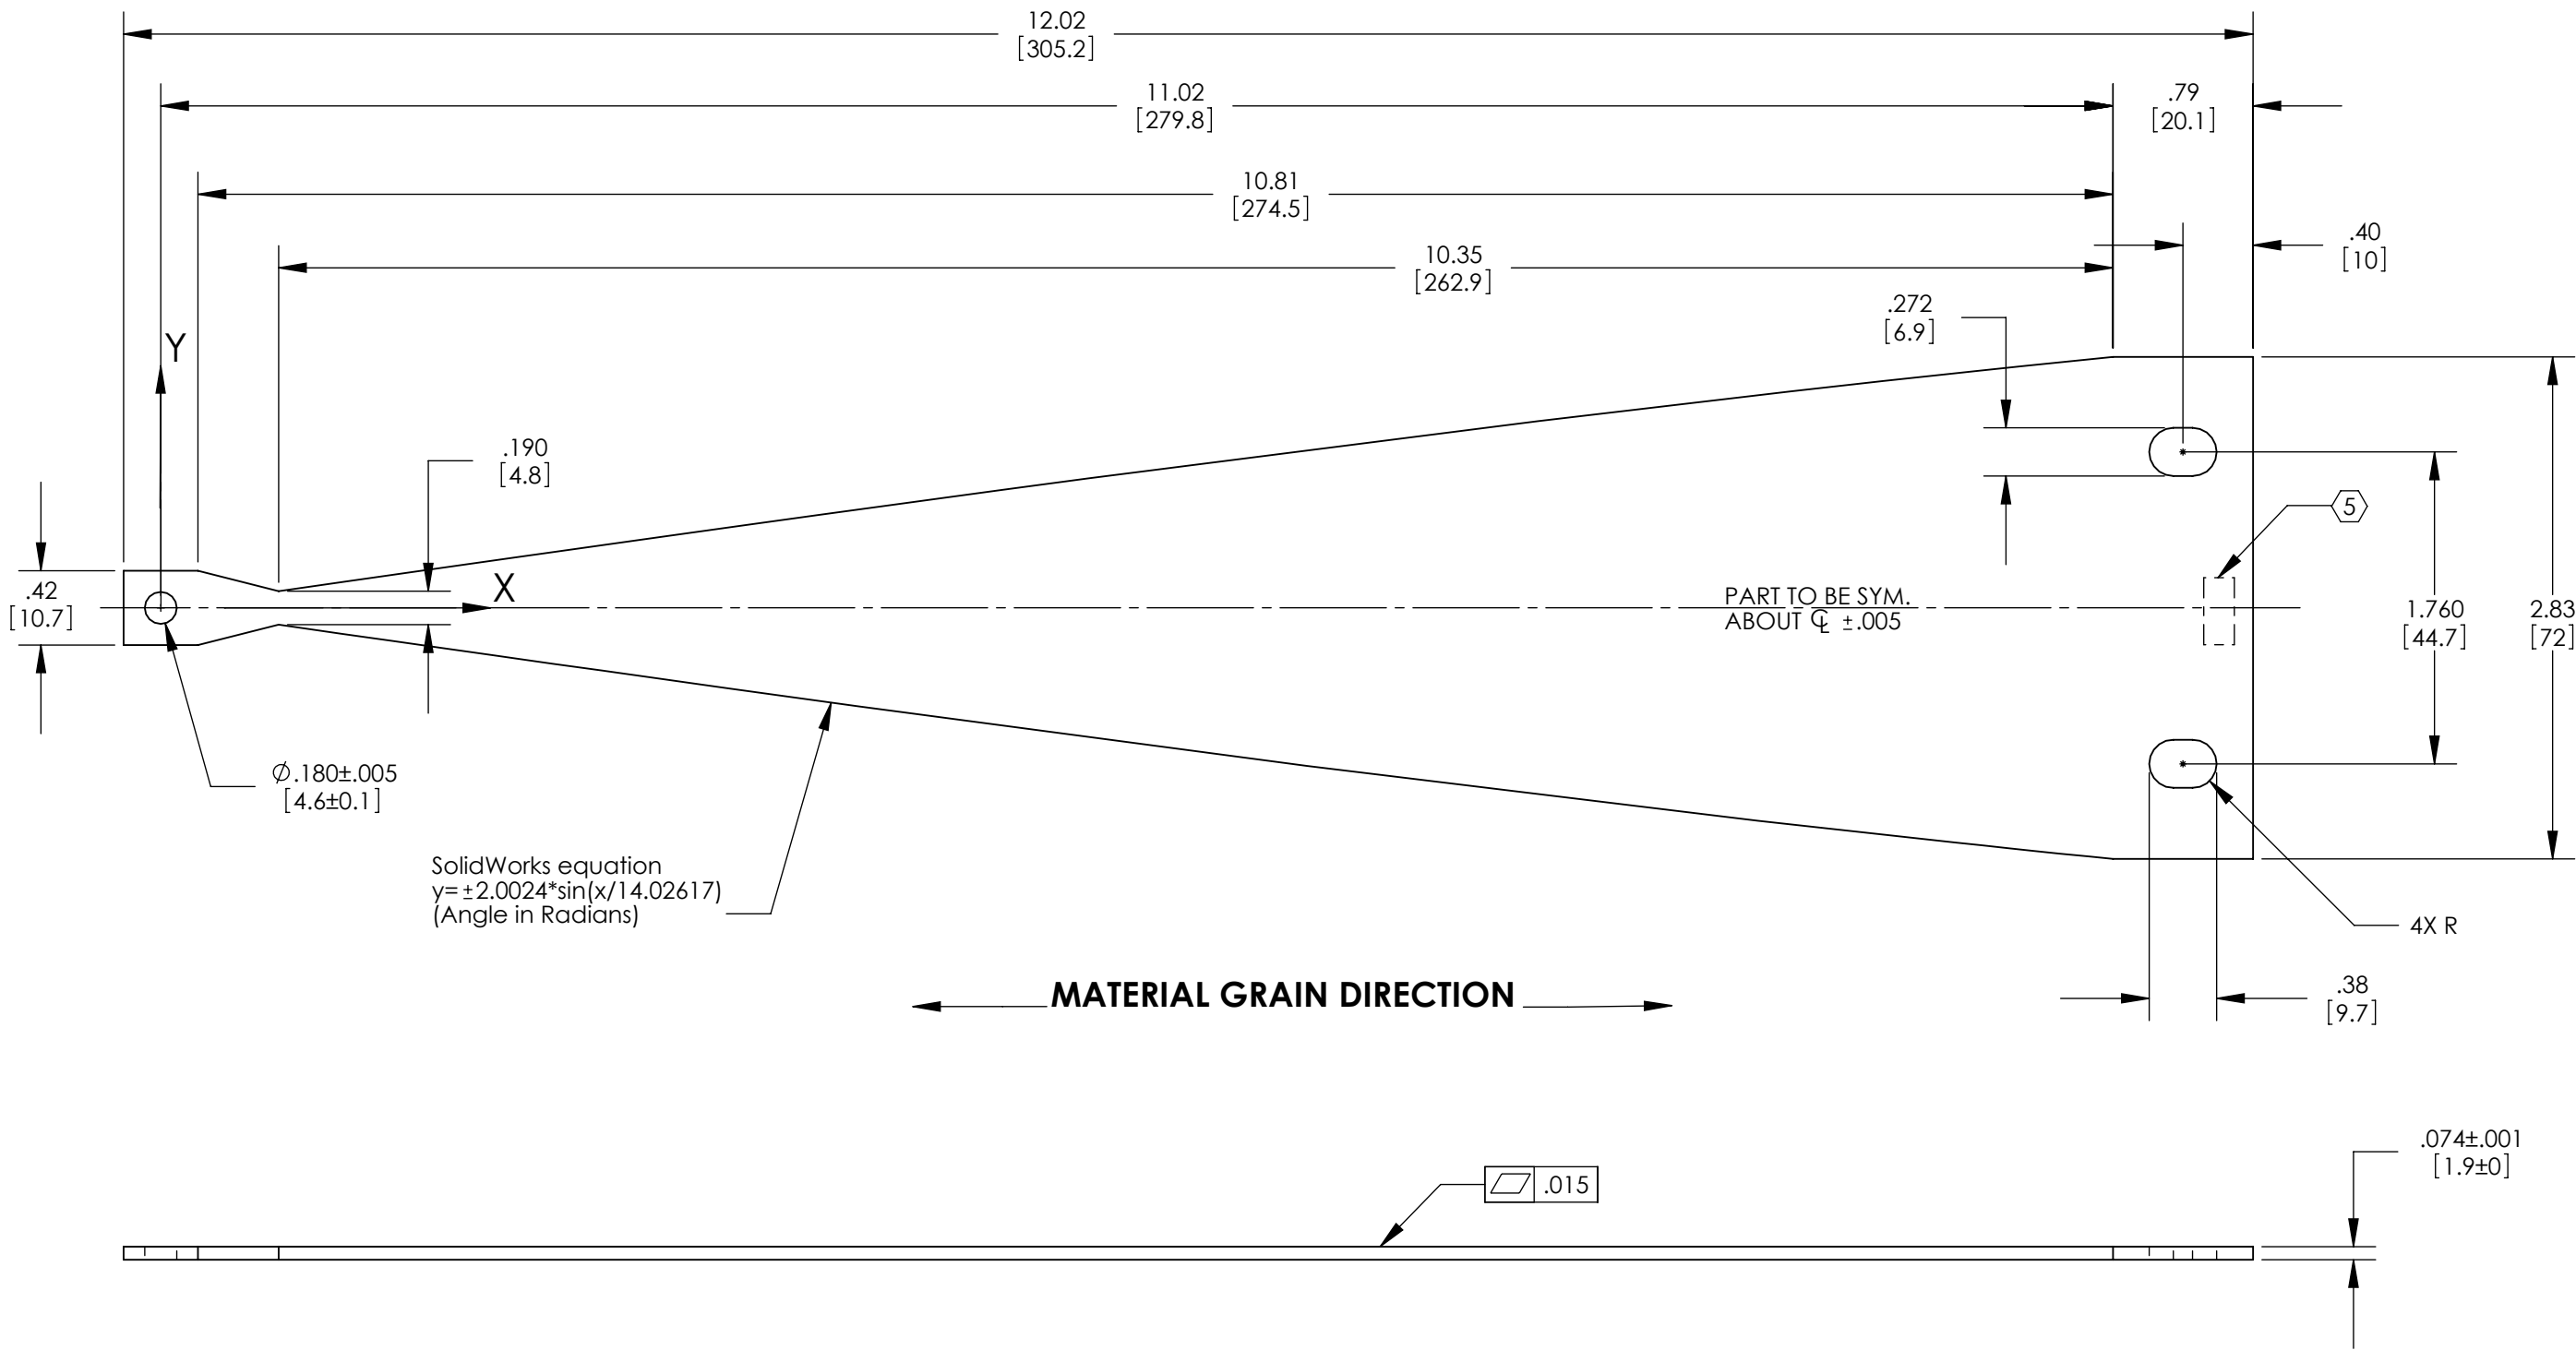 12.02
[305.2]
11.02
[279.8]
.79
[20.1]
10.81
[274.5]
10.35
[262.9]
.40
[10]
.272
[6.9]
Y
.190
[4.8]
5
X
.42
[10.7]
PART TO BE SYM.
ABOUT ℄ ±.005
1.760
[44.7]
2.83
[72]
Ø.180±.005
[4.6±0.1]
SolidWorks equation
y=±2.0024*sin(x/14.02617)
(Angle in Radians)
4X R
MATERIAL GRAIN DIRECTION
.38
[9.7]
.074±.001
[1.9±0]
.015